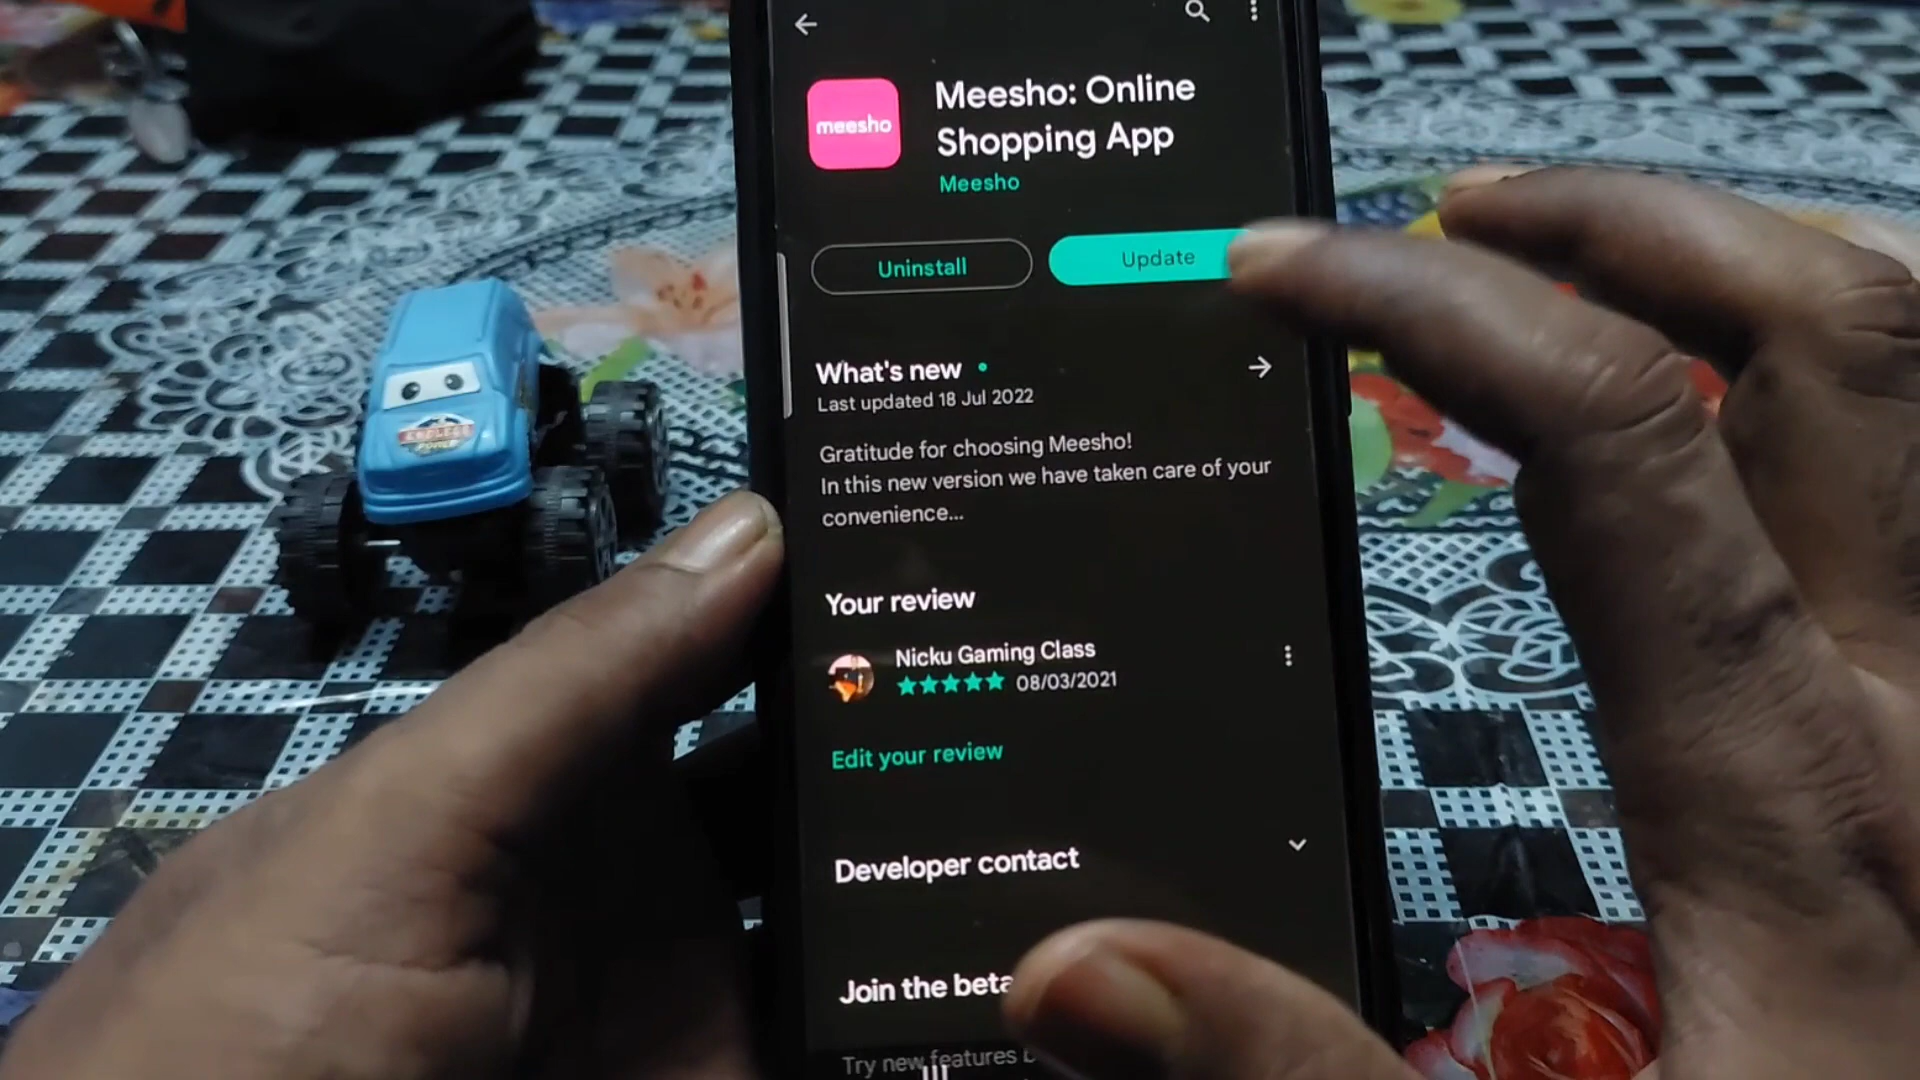 Meesho: Online
Shopping App
meesho
Meesho
Uninstall
Update
What's new
Last updated 18 Jul 2022
Gratitude for choosing Meesho!
In this new version we have taken care of your
convenience...
Your review
Nicku Gaming Class
08/03/2021
Edit your review
Developer contact
Join the beta
Try new features